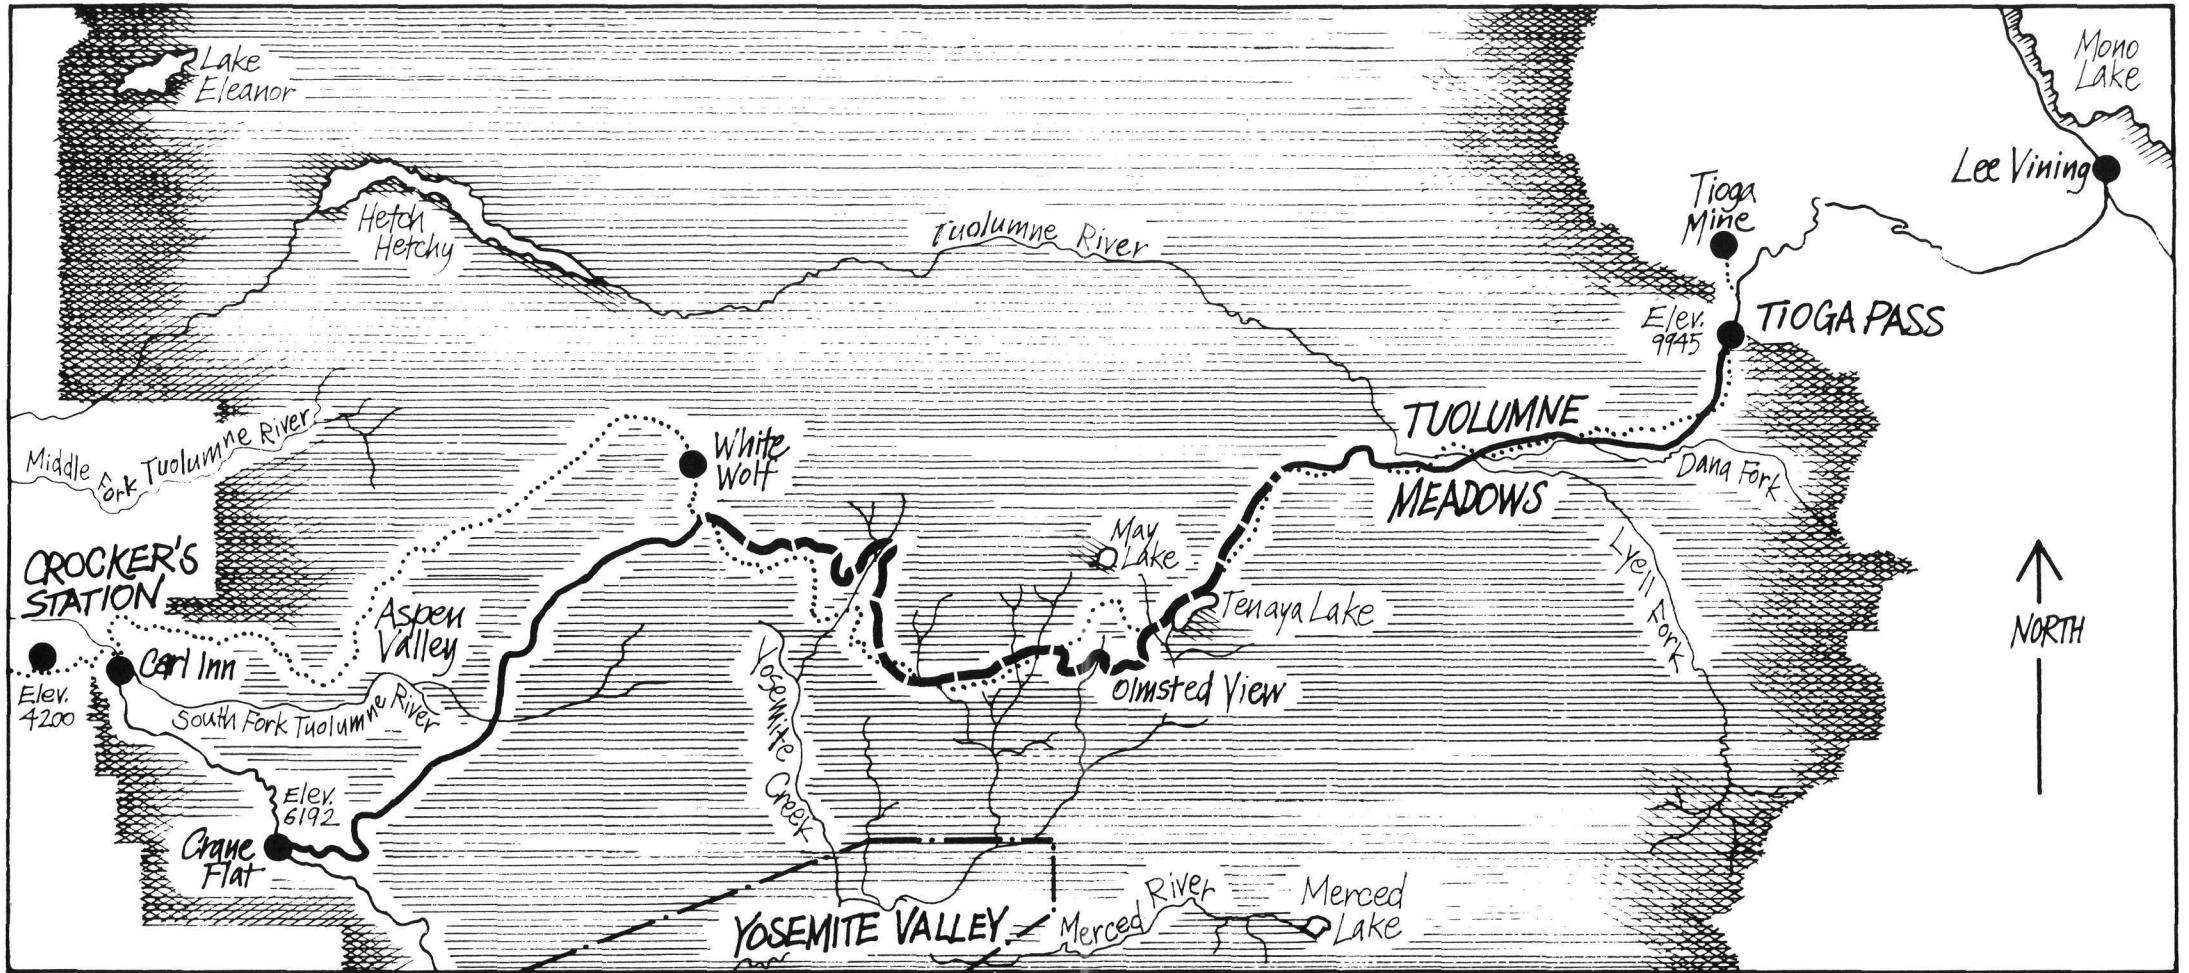 Lake
Eleanor
Mono
Lake
Lee Vining
Tioga
Mine
Hetch
Hetchy
Tuolumne River
Elev.
9945
TIOGA PASS
Middle Fork Tuolumne River
White
Wolf
TUOLUMNE
MEADOWS
Dana Fork
May
Lake
Lyell Fork
CROCKER'S
STATION
Aspen
Valley
Tenaya Lake
NORTH
Carl Inn
Elev.
4200
South Fork Tuolumne River
Yosemite Creek
Olmsted View
Elev.
6192
Crane
Flat
YOSEMITE VALLEY
Merced River
Merced
Lake